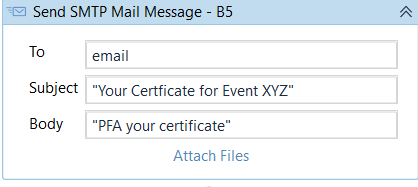 Send SMTP Mail Message - B5
To
email
Subject
"Your Certficate for Event XYZ"
Body
"PFA your certificate"
Attach Files